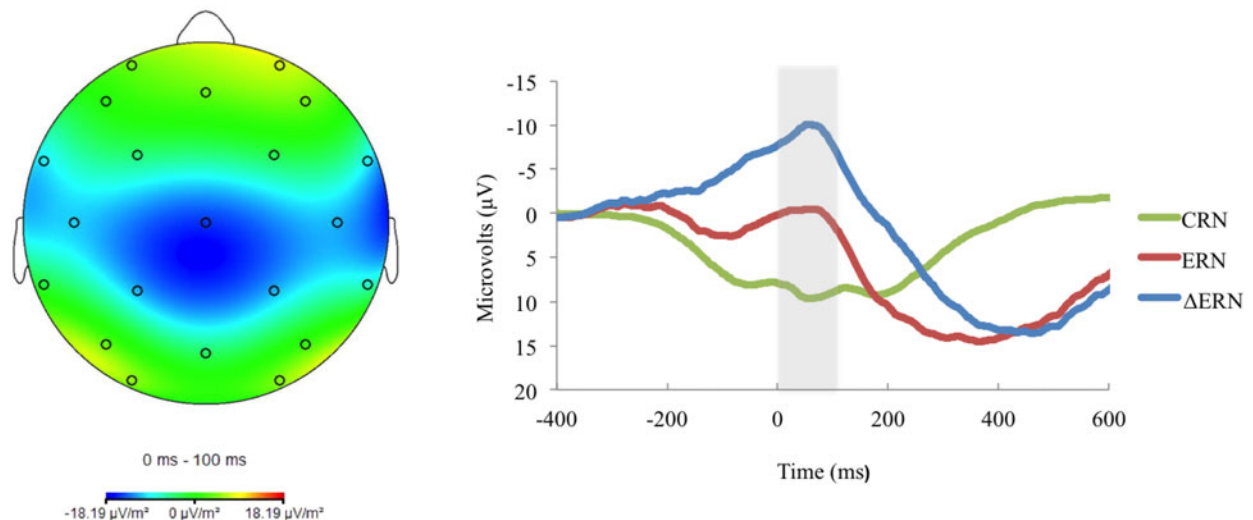 0 ms - 100 ms
-18.19 µV/m² 0 µV/m² 18.19 µV/m²
Microvolts (µV)
-15
-10
-5
0
5
10
15
20
-400 -200 0 200 400 600
Time (ms)
CRN
ERN
ΔERN